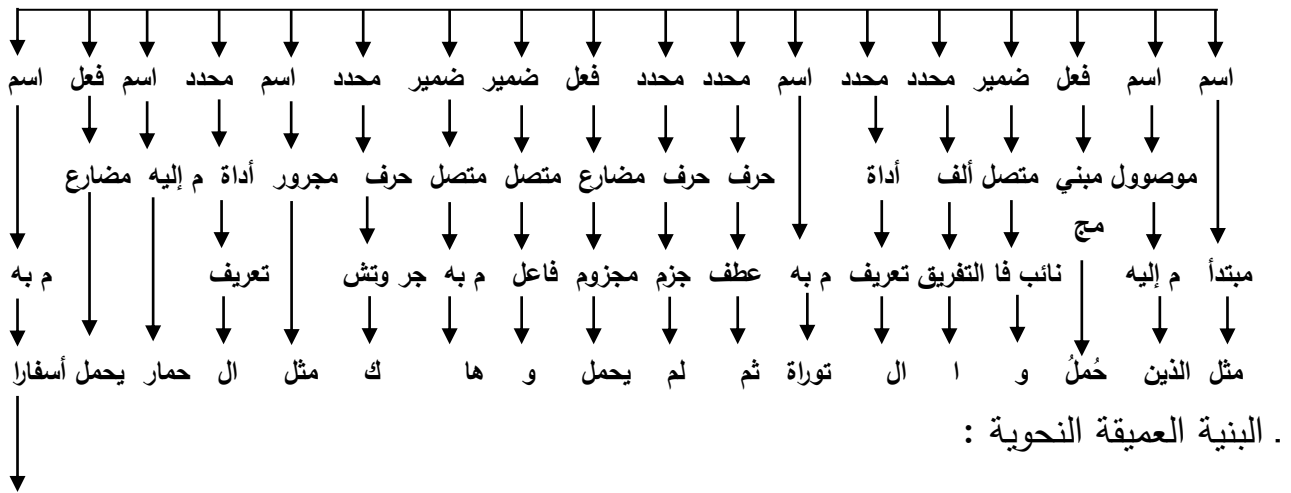 اسم اسم فعل ضمير محدد محدد اسم محدد محدد فعل ضمير ضمير محدد اسم محدد اسم فعل اسم
موصوول مبني متصل ألف أداة حرف حرف مضارع متصل متصل حرف مجرور أداة م إليه مضارع
مج
مبتدأ م إليه نائب فا التفريق تعريف م به عطف جزم مجزوم فاعل م به جر وتش تعريف م به
مثل الذين حُملُ و ا ال توراة ثم لم يحمل و ها ك مثل ال حمار يحمل أسفارا
. البنية العميقة النحوية :